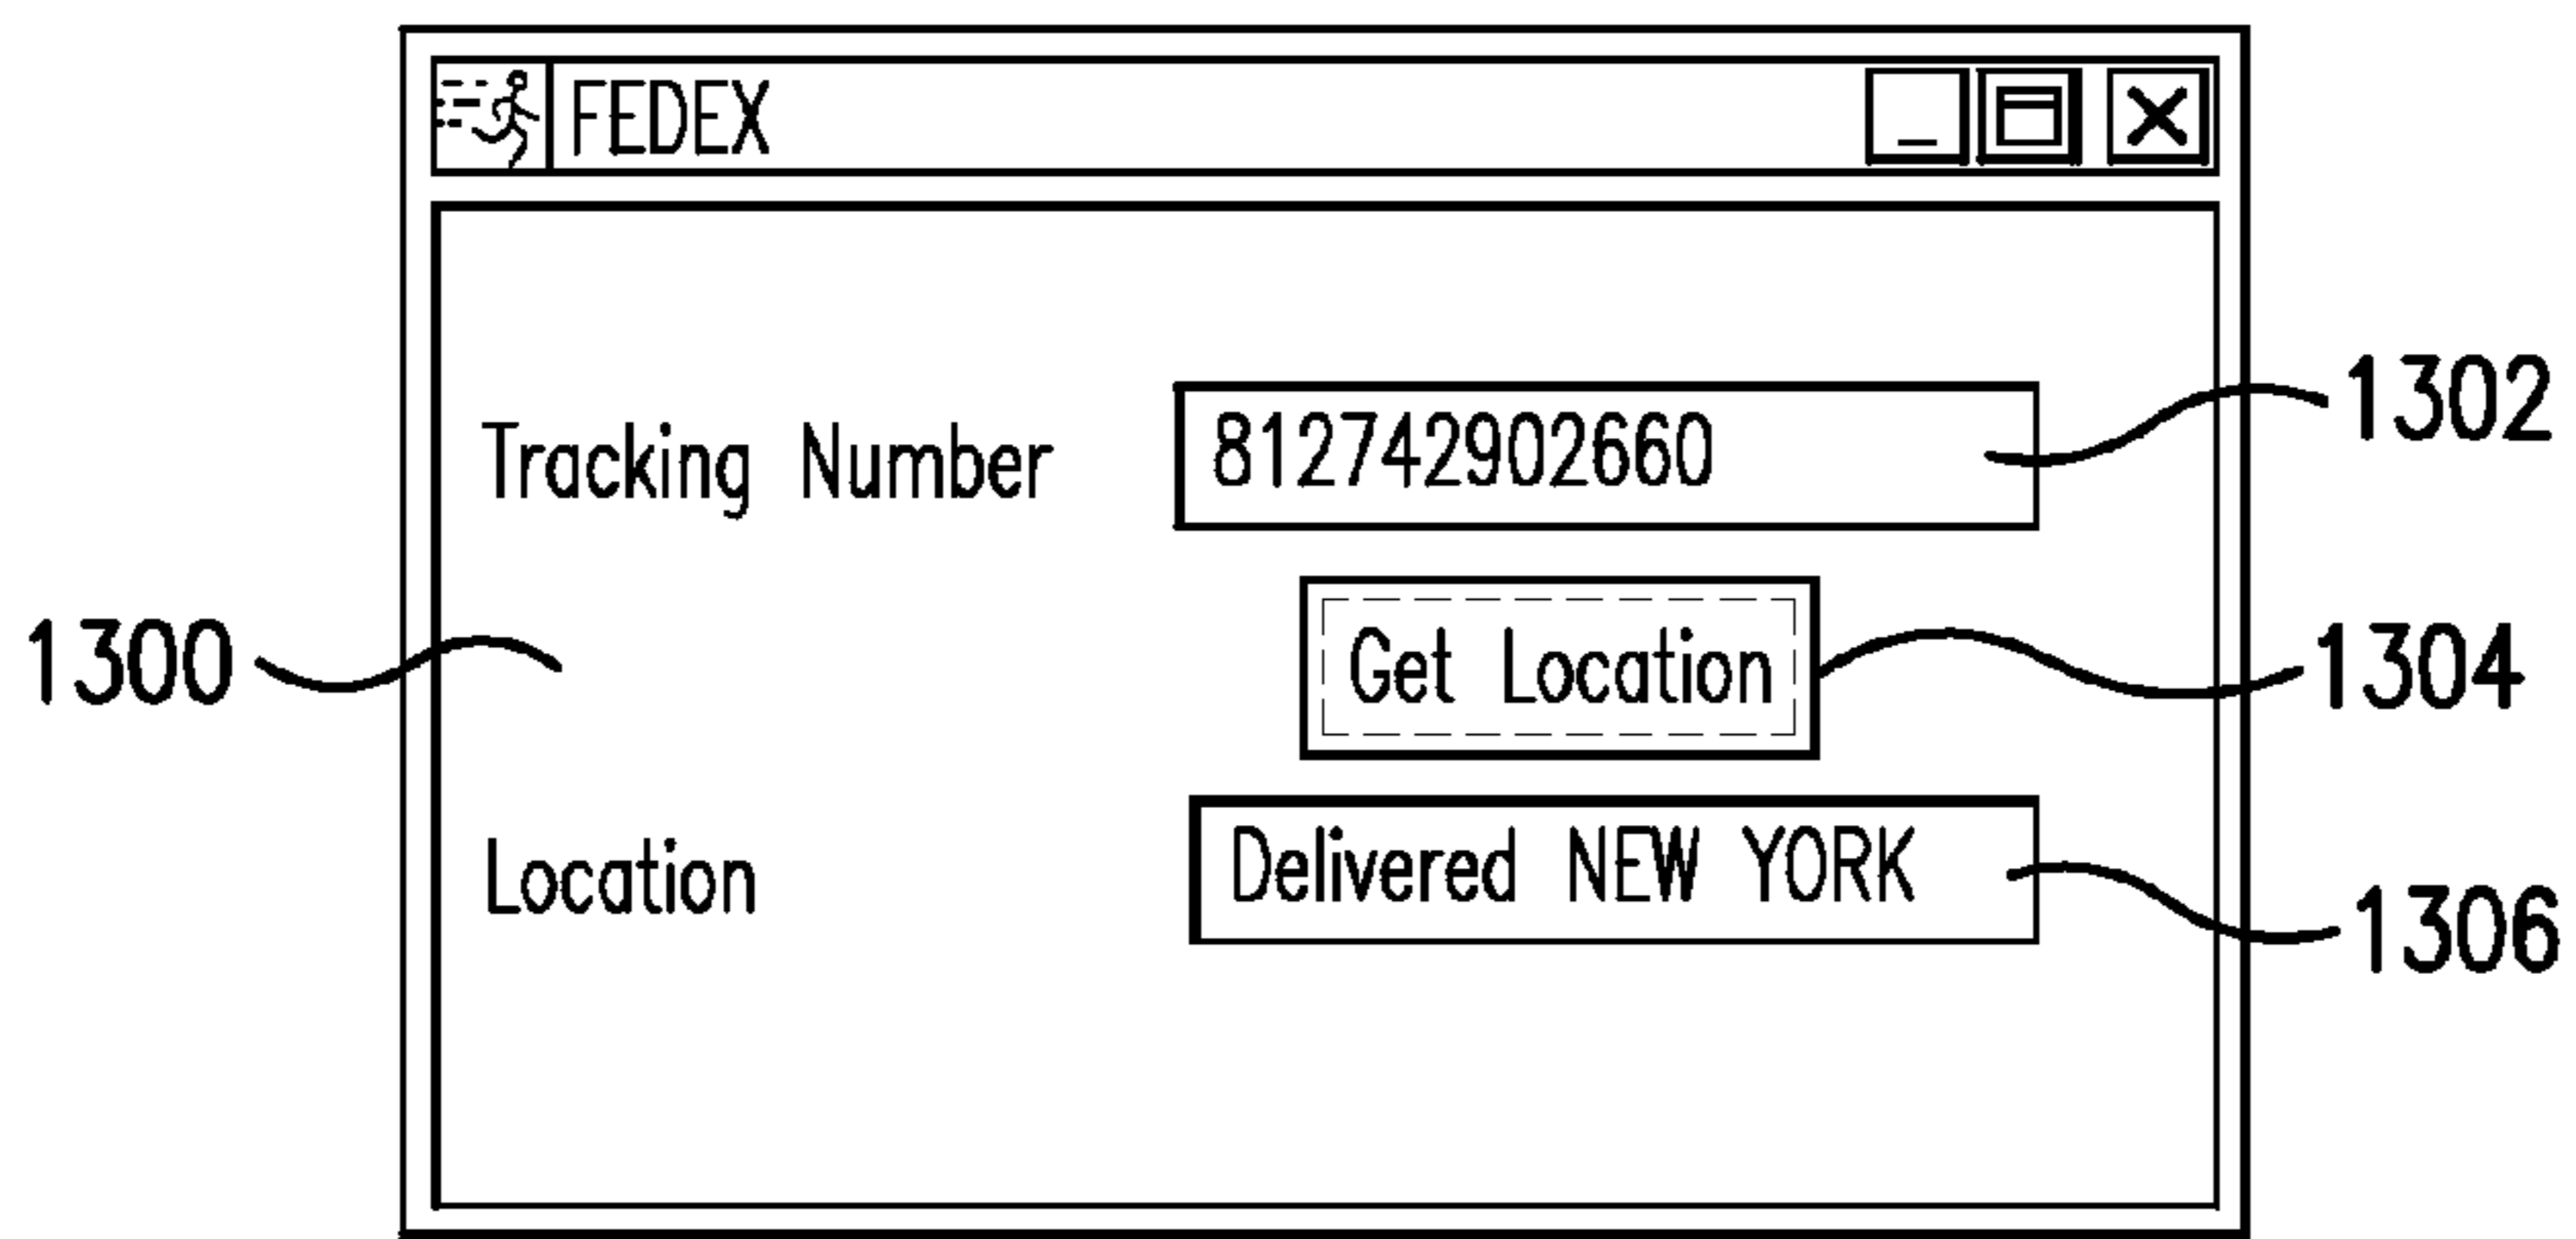 FEDEX
Tracking Number 812742902660
1302
1300
Get Location
1304
Location Delivered NEW YORK
1306